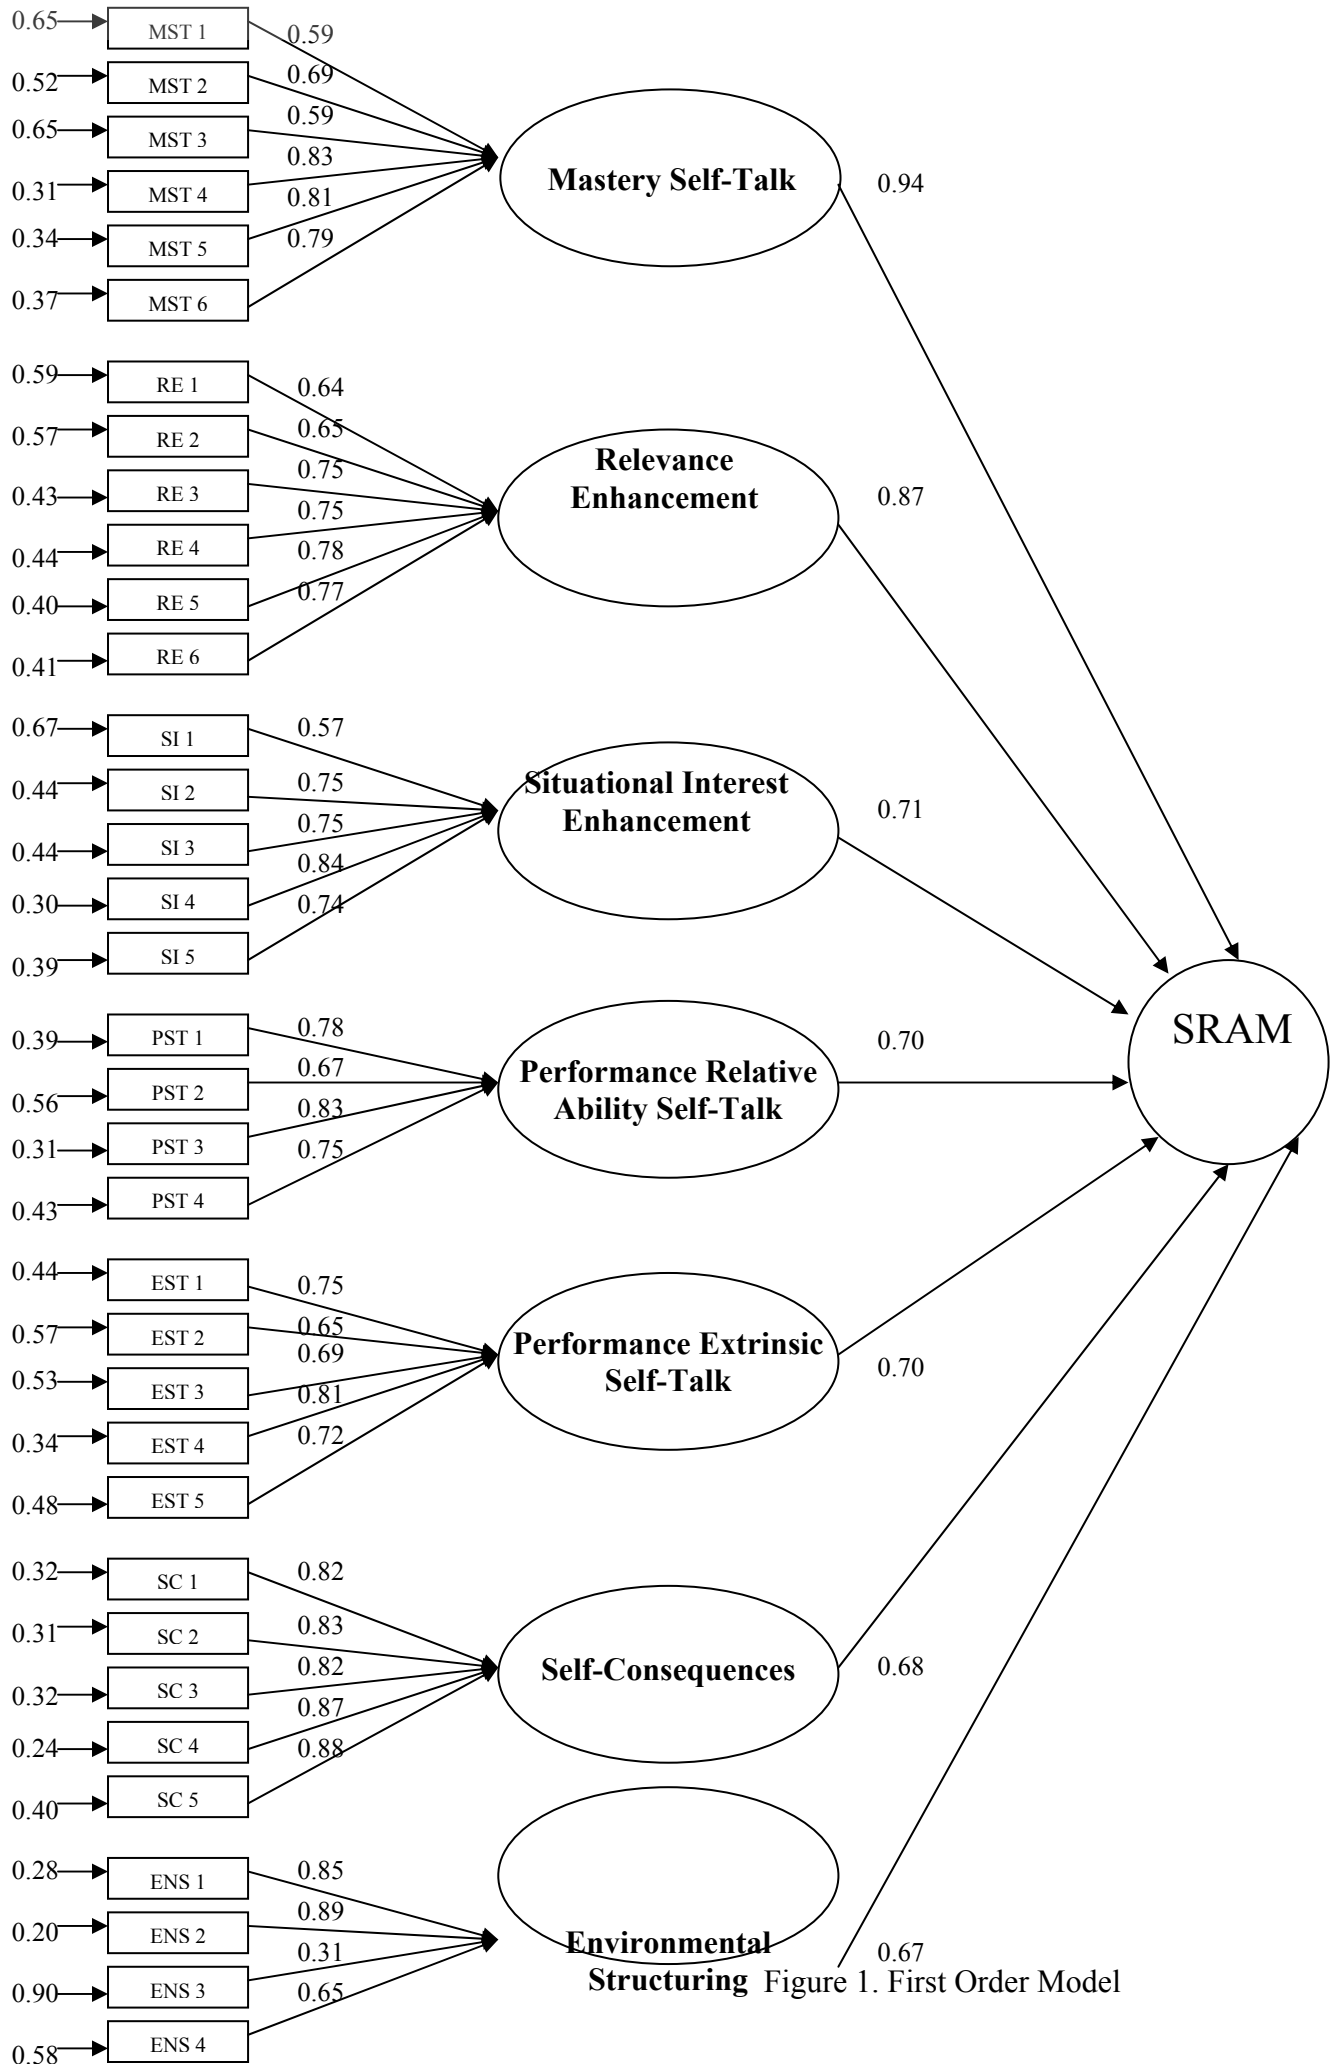 0.65 MST 1 0.59
0.52 MST 2 0.69
0.65 MST 3 0.59
0.31 MST 4 0.83
0.34 MST 5 0.81
0.37 MST 6 0.79
Mastery Self-Talk
0.94
0.59 RE 1 0.64
0.57 RE 2 0.65
0.43 RE 3 0.75
0.44 RE 4 0.75
0.40 RE 5 0.78
0.41 RE 6 0.77
Relevance
Enhancement
0.87
0.67 SI 1 0.57
0.44 SI 2 0.75
0.44 SI 3 0.75
0.30 SI 4 0.84
0.39 SI 5 0.74
Situational Interest
Enhancement
0.71
SRAM
0.39 PST 1 0.78
0.56 PST 2 0.67
0.31 PST 3 0.83
0.43 PST 4 0.75
Performance Relative
Ability Self-Talk
0.70
0.44 EST 1 0.75
0.57 EST 2 0.65
0.53 EST 3 0.69
0.34 EST 4 0.81
0.48 EST 5 0.72
Performance Extrinsic
Self-Talk
0.70
0.32 SC 1 0.82
0.31 SC 2 0.83
0.32 SC 3 0.82
0.24 SC 4 0.87
0.40 SC 5 0.88
Self-Consequences
0.68
0.28 ENS 1 0.85
0.20 ENS 2 0.89
0.90 ENS 3 0.31
0.58 ENS 4 0.65
Environmental
Structuring
0.67
Figure 1. First Order Model